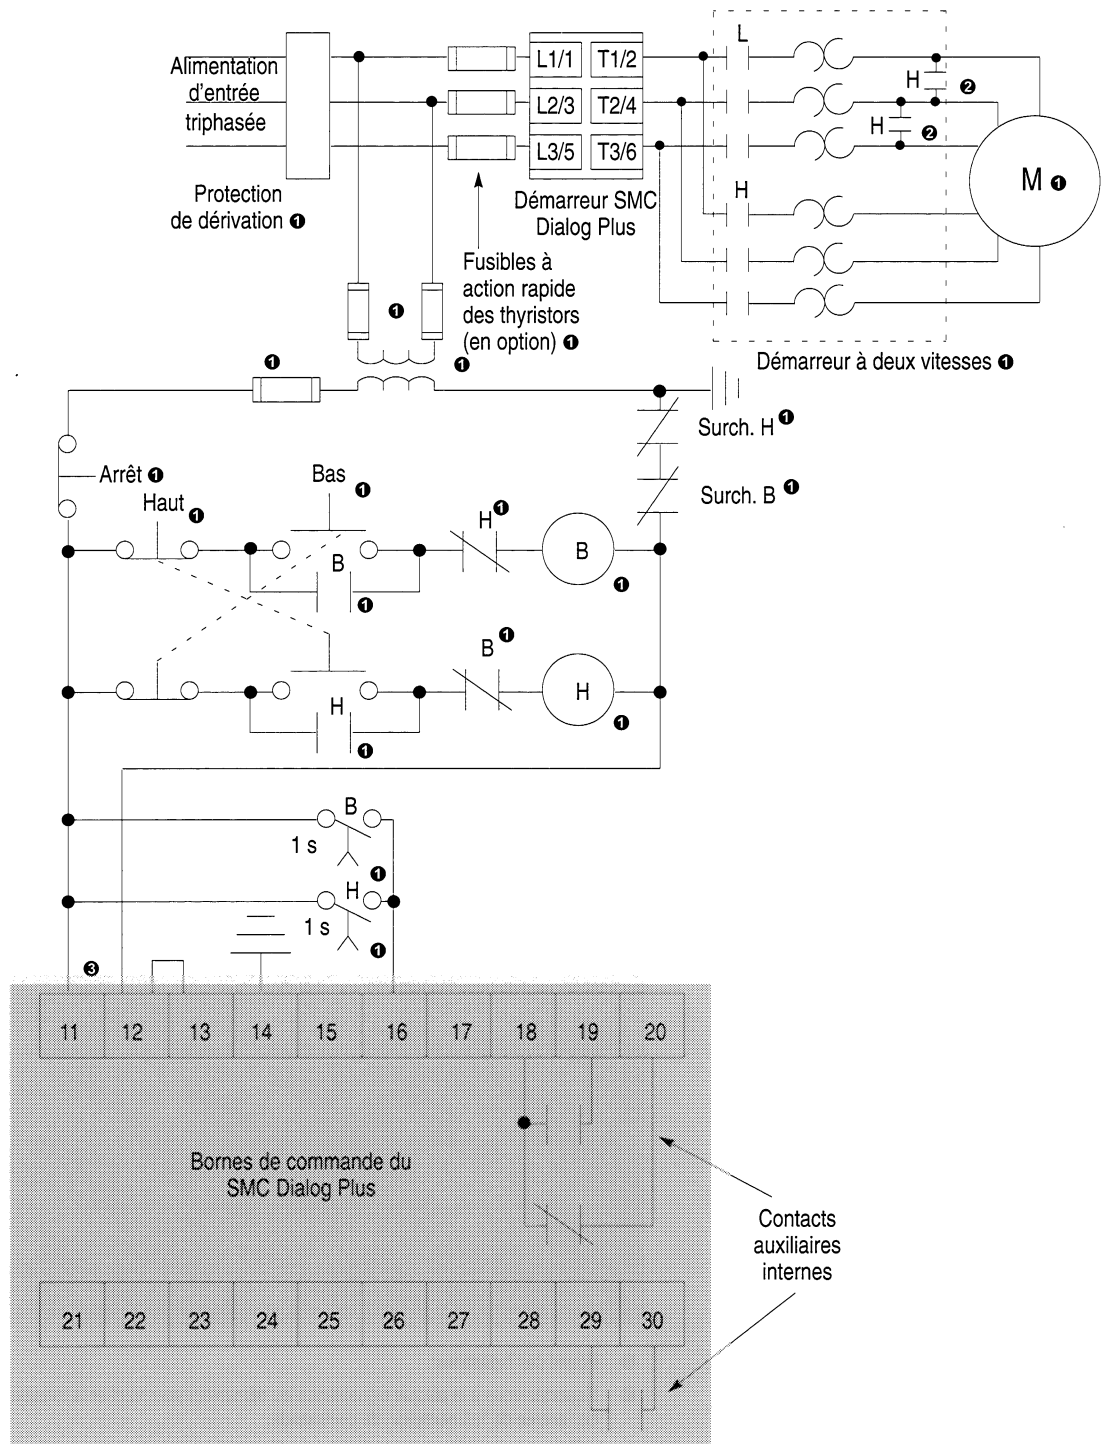 Alimentation
d'entrée
triphasée
Protection
de dérivation ❶
L1/1 T1/2
L2/3 T2/4
L3/5 T3/6
Démarreur SMC
Dialog Plus
Fusibles à
action rapide
des thyristors
(en option) ❶
L
H ❷
H ❷
H
M ❶
Démarreur à deux vitesses ❶
❶
❶
❶
Surch. H ❶
Surch. B ❶
Arrêt ❶
Haut ❶
Bas ❶
H ❶
B ❶
B ❶
B ❶
H ❶
H ❶
B
1 s ❶
H
1 s ❶
❸
11 12 13 14 15 16 17 18 19 20
Bornes de commande du
SMC Dialog Plus
Contacts
auxiliaires
internes
21 22 23 24 25 26 27 28 29 30